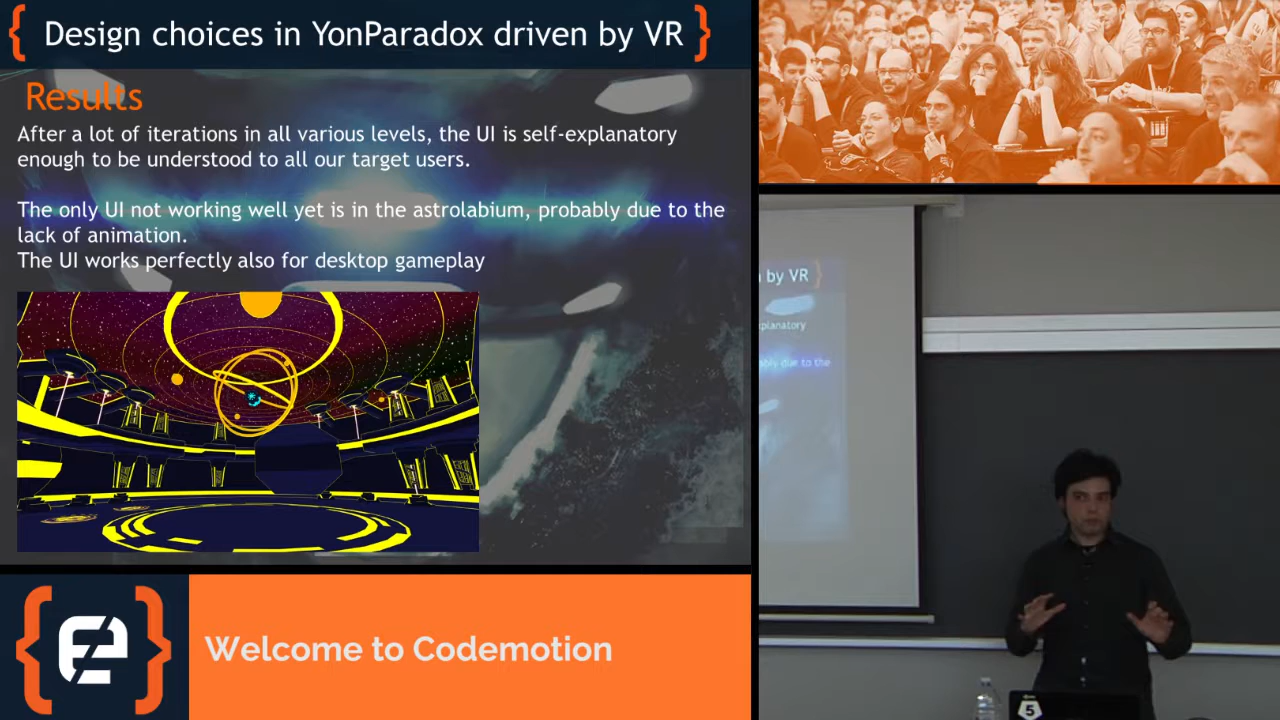 { Design choices in YonParadox driven by VR }
Results
After a lot of iterations in all various levels, the UI is self-explanatory
enough to be understood to all our target users.
The only UI not working well yet is in the astrolabium, probably due to the
lack of animation.
The UI works perfectly also for desktop gameplay
Welcome to Codemotion
by VR }
explanatory
due to the
5